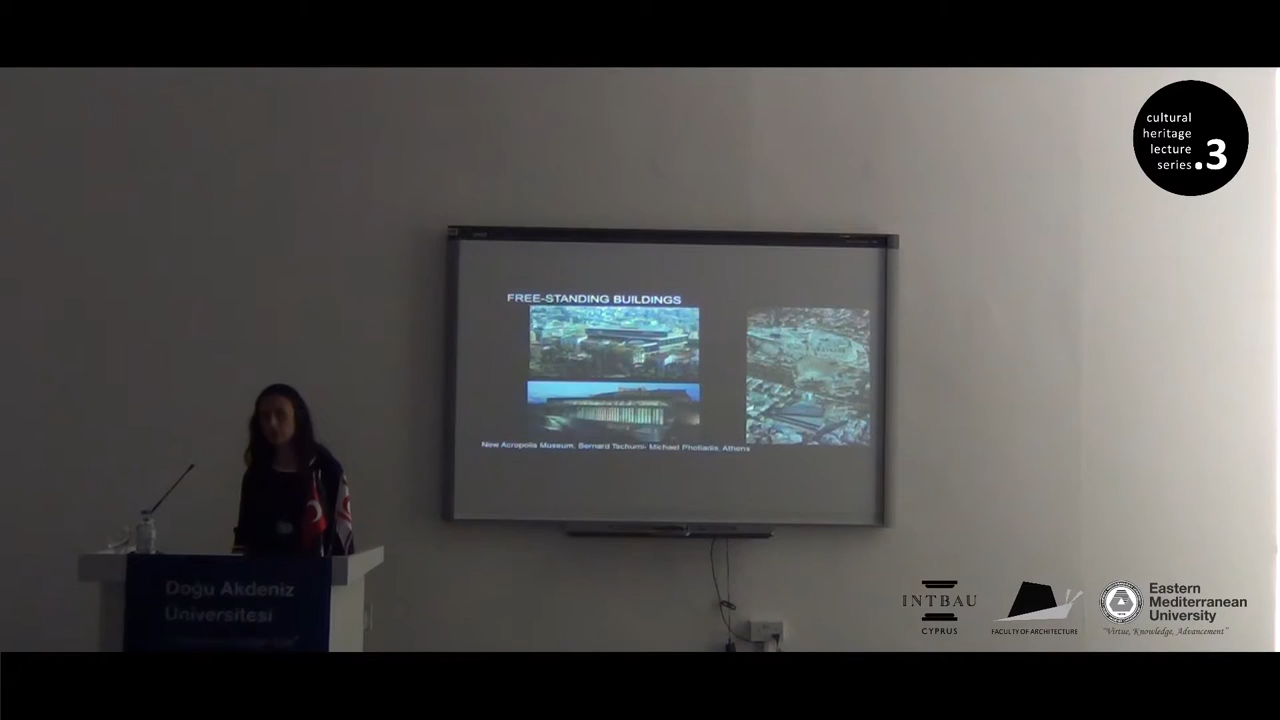 cultural
heritage
lecture
series.3
FREE-STANDING BUILDINGS
New Acropolis Museum, Bernard Tschumi- Michael Photiadis, Athens
Doğu Akdeniz
Üniversitesi
INTBAU
CYPRUS
FACULTY OF ARCHITECTURE
Eastern
Mediterranean
University
"Virtue, Knowledge, Advancement"